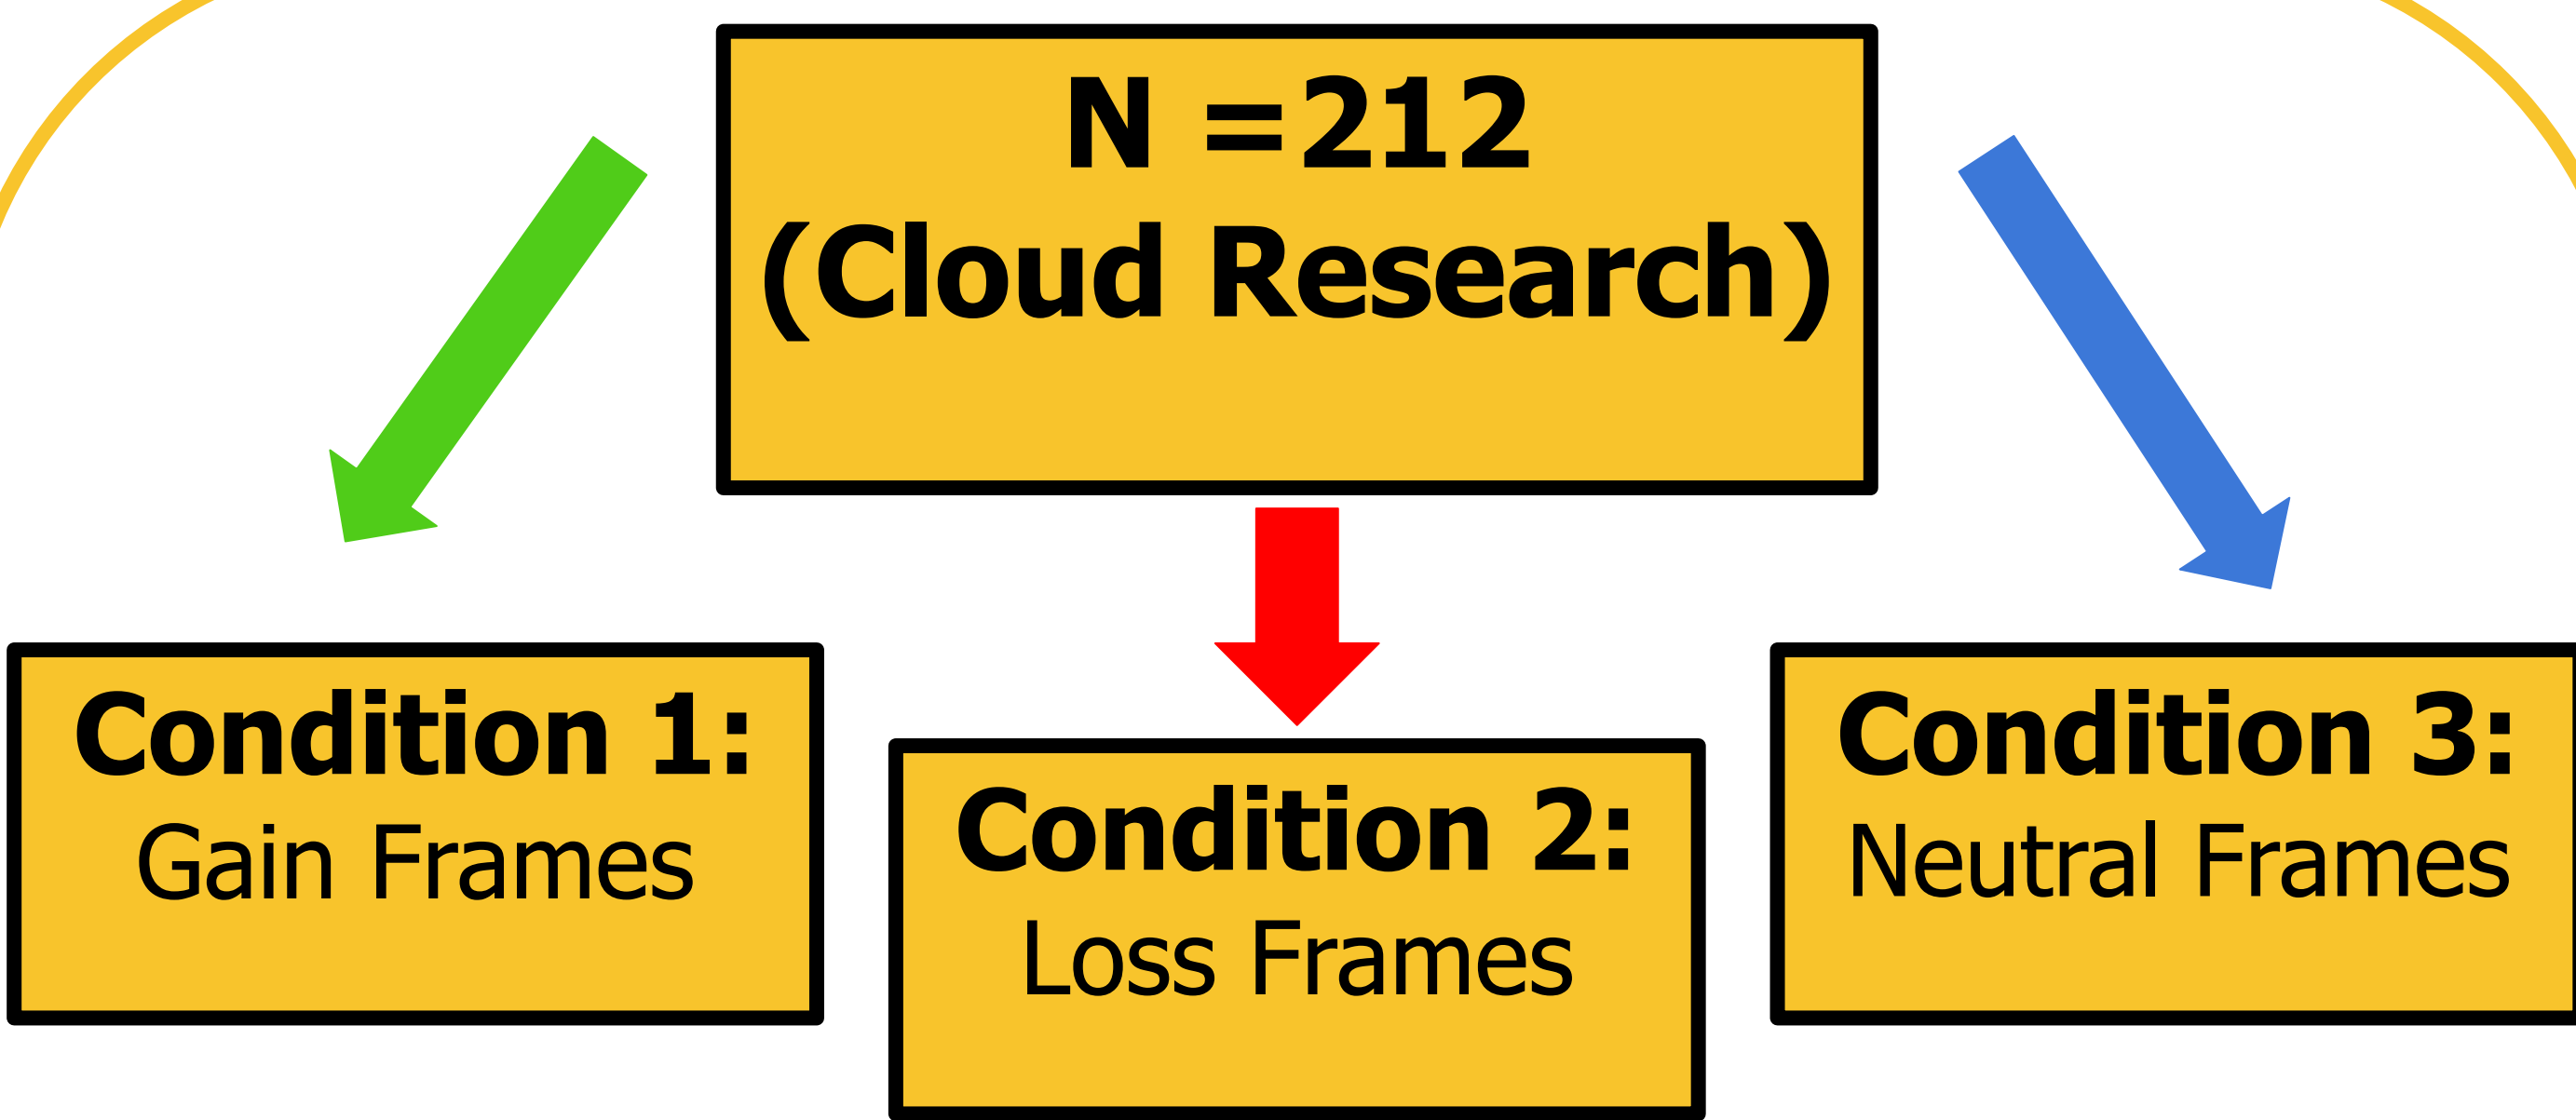 N =212
(Cloud Research)
Condition 1:
Gain Frames
Condition 2:
Loss Frames
Condition 3:
Neutral Frames